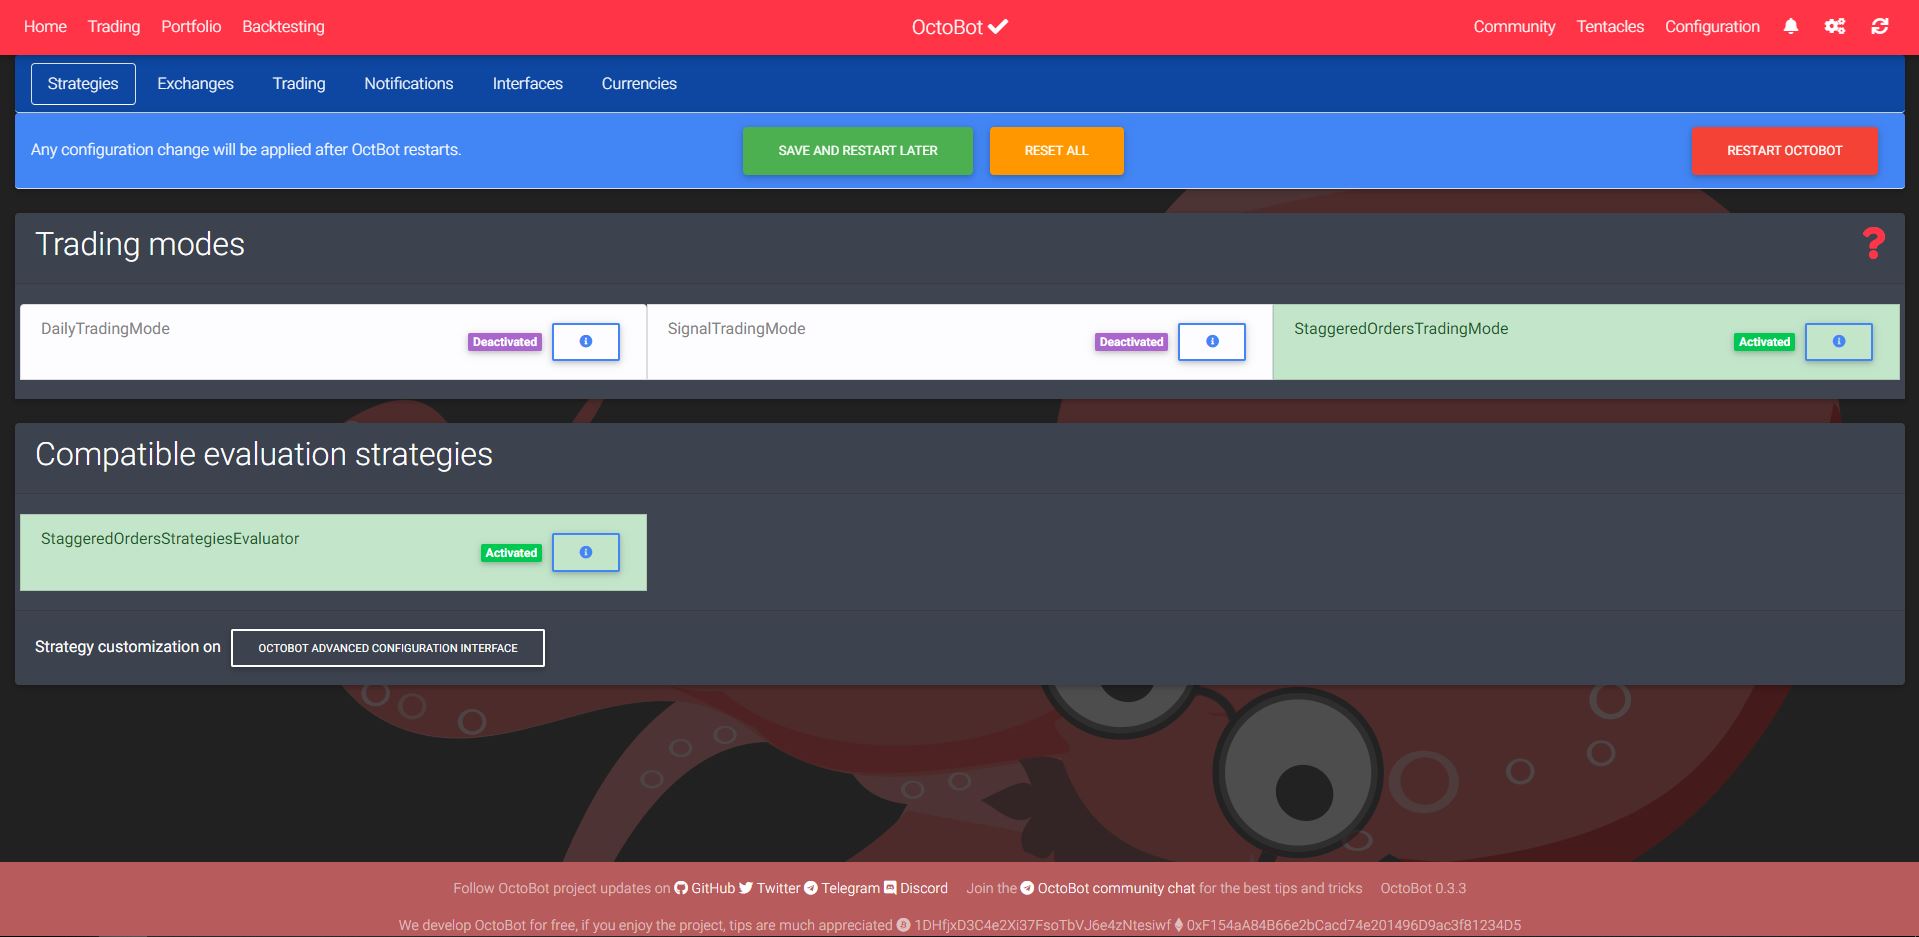 Home Trading Portfolio Backtesting OctoBot Community Tentacles Configuration
Strategies Exchanges Trading Notifications Interfaces Currencies
Any configuration change will be applied after OctBot restarts. SAVE AND RESTART LATER RESET ALL RESTART OCTOBOT
Trading modes ?
DailyTradingMode Deactivated SignalTradingMode Deactivated StaggeredOrdersTradingMode Activated
Compatible evaluation strategies
StaggeredOrdersStrategiesEvaluator Activated
Strategy customization on OCTOBOT ADVANCED CONFIGURATION INTERFACE
Follow OctoBot project updates on GitHub Twitter Telegram Discord Join the OctoBot community chat for the best tips and tricks OctoBot 0.3.3
We develop OctoBot for free, if you enjoy the project, tips are much appreciated 1DHfjxD3C4e2Xi37FsoTbVJ6e4zNtesiwf 0xF154aA84B66e2bCacd74e201496D9ac3f81234D5